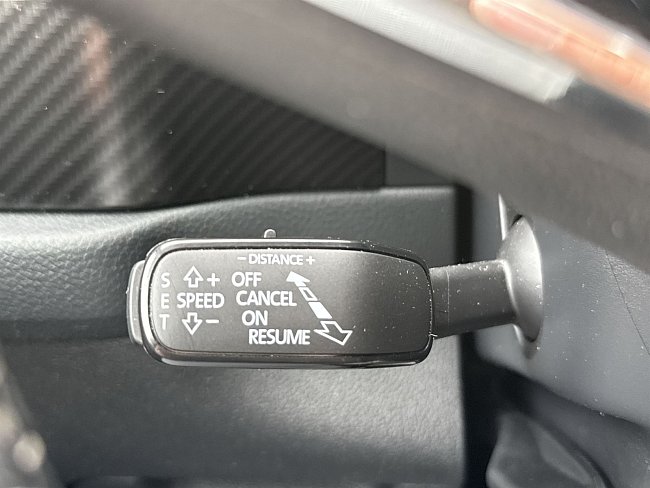 − DISTANCE +
S + OFF
E SPEED CANCEL
T − ON
RESUME